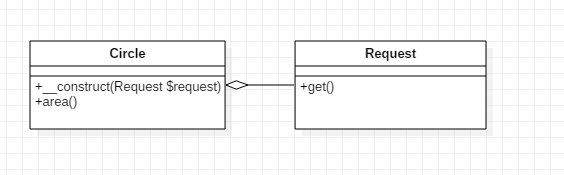 Circle
+__construct(Request $request)
+area()
Request
+get()